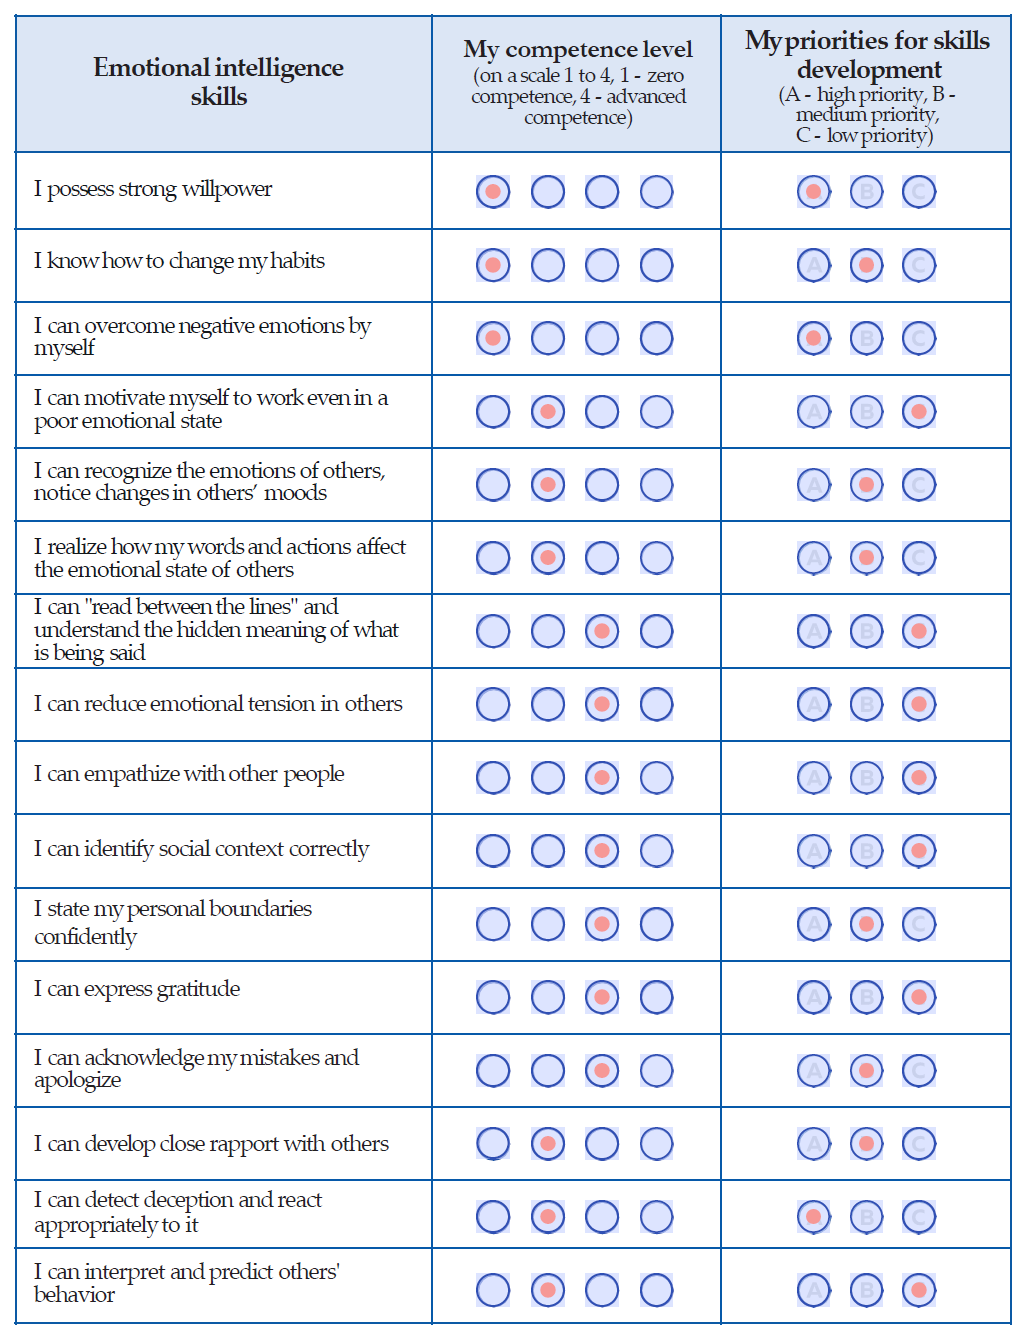 Emotional intelligence
skills
My competence level
(on a scale 1 to 4, 1 - zero
competence, 4 - advanced
competence)
My priorities for skills
development
(A - high priority, B -
medium priority,
C - low priority)
I possess strong willpower
B C
I know how to change my habits
A C
I can overcome negative emotions by
myself
B C
I can motivate myself to work even in a
poor emotional state
A B
I can recognize the emotions of others,
notice changes in others’ moods
A C
I realize how my words and actions affect
the emotional state of others
A C
I can "read between the lines" and
understand the hidden meaning of what
is being said
A B
I can reduce emotional tension in others
A B
I can empathize with other people
A B
I can identify social context correctly
A B
I state my personal boundaries
confidently
A C
I can express gratitude
A B
I can acknowledge my mistakes and
apologize
A C
I can develop close rapport with others
A C
I can detect deception and react
appropriately to it
B C
I can interpret and predict others'
behavior
A B